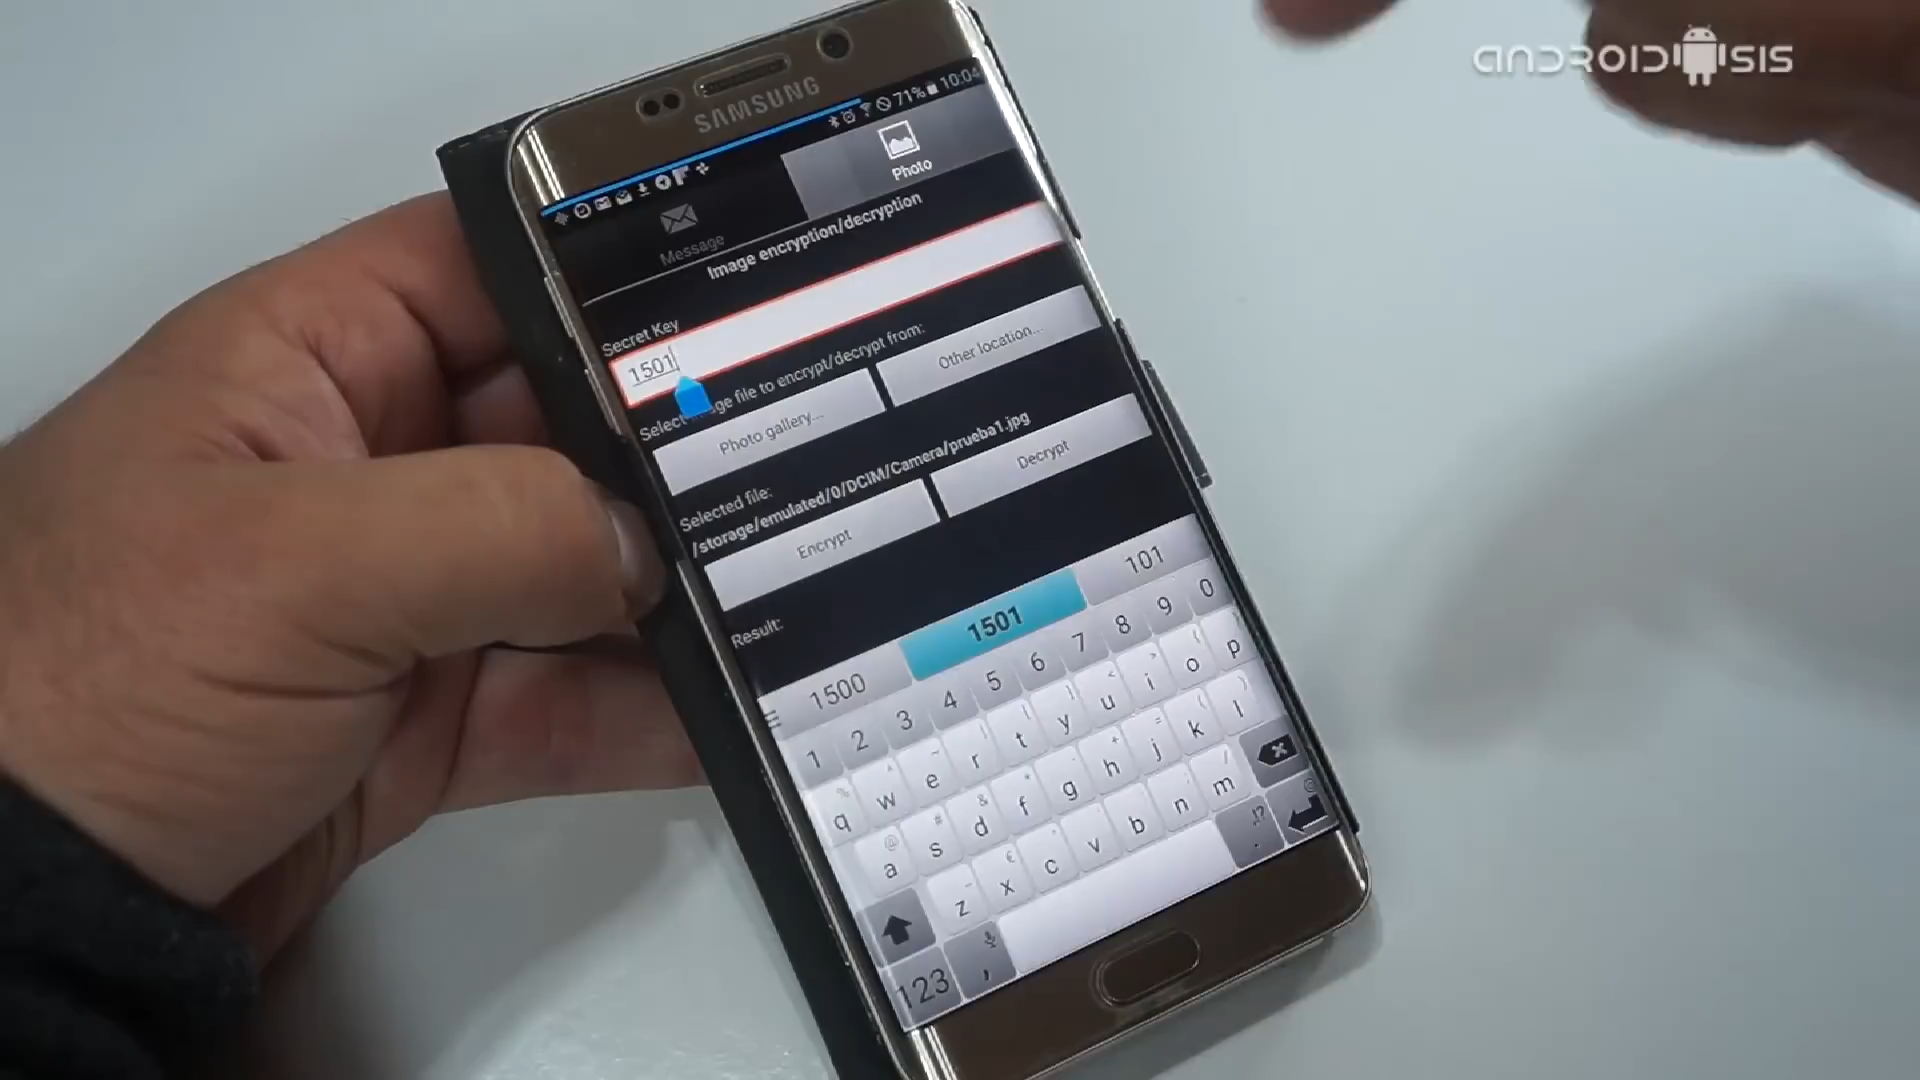 ANDROIDSIS
SAMSUNG
71% 10:04
Message
Photo
Image encryption/decryption
Secret Key
1501
Select image file to encrypt/decrypt from:
Photo gallery...
Other location...
Selected file:
/storage/emulated/0/DCIM/Camera/prueba1.jpg
Encrypt
Decrypt
Result:
1500 1501 101
1 2 3 4 5 6 7 8 9 0
q w e r t y u i o p
a s d f g h j k l
z x c v b n m
123 , .